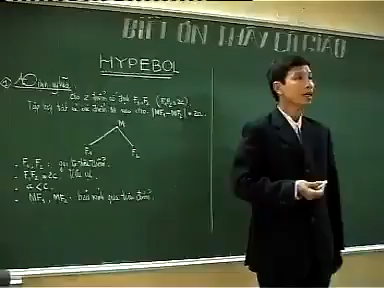 BIẾT ƠN THẦY CÔ GIÁO
HYPEBOL
Định nghĩa:
Cho 2 điểm cố định F₁, F₂ (F₁F₂ = 2c)
Tập hợp tất cả các điểm M sao cho |MF₁ - MF₂| = 2a.
M
F₁ F₂
- F₁, F₂ : gọi là tiêu điểm.
- F₁F₂ = 2c Tiêu cự.
- a < c.
- MF₁, MF₂ : bán kính qua tiêu điểm.